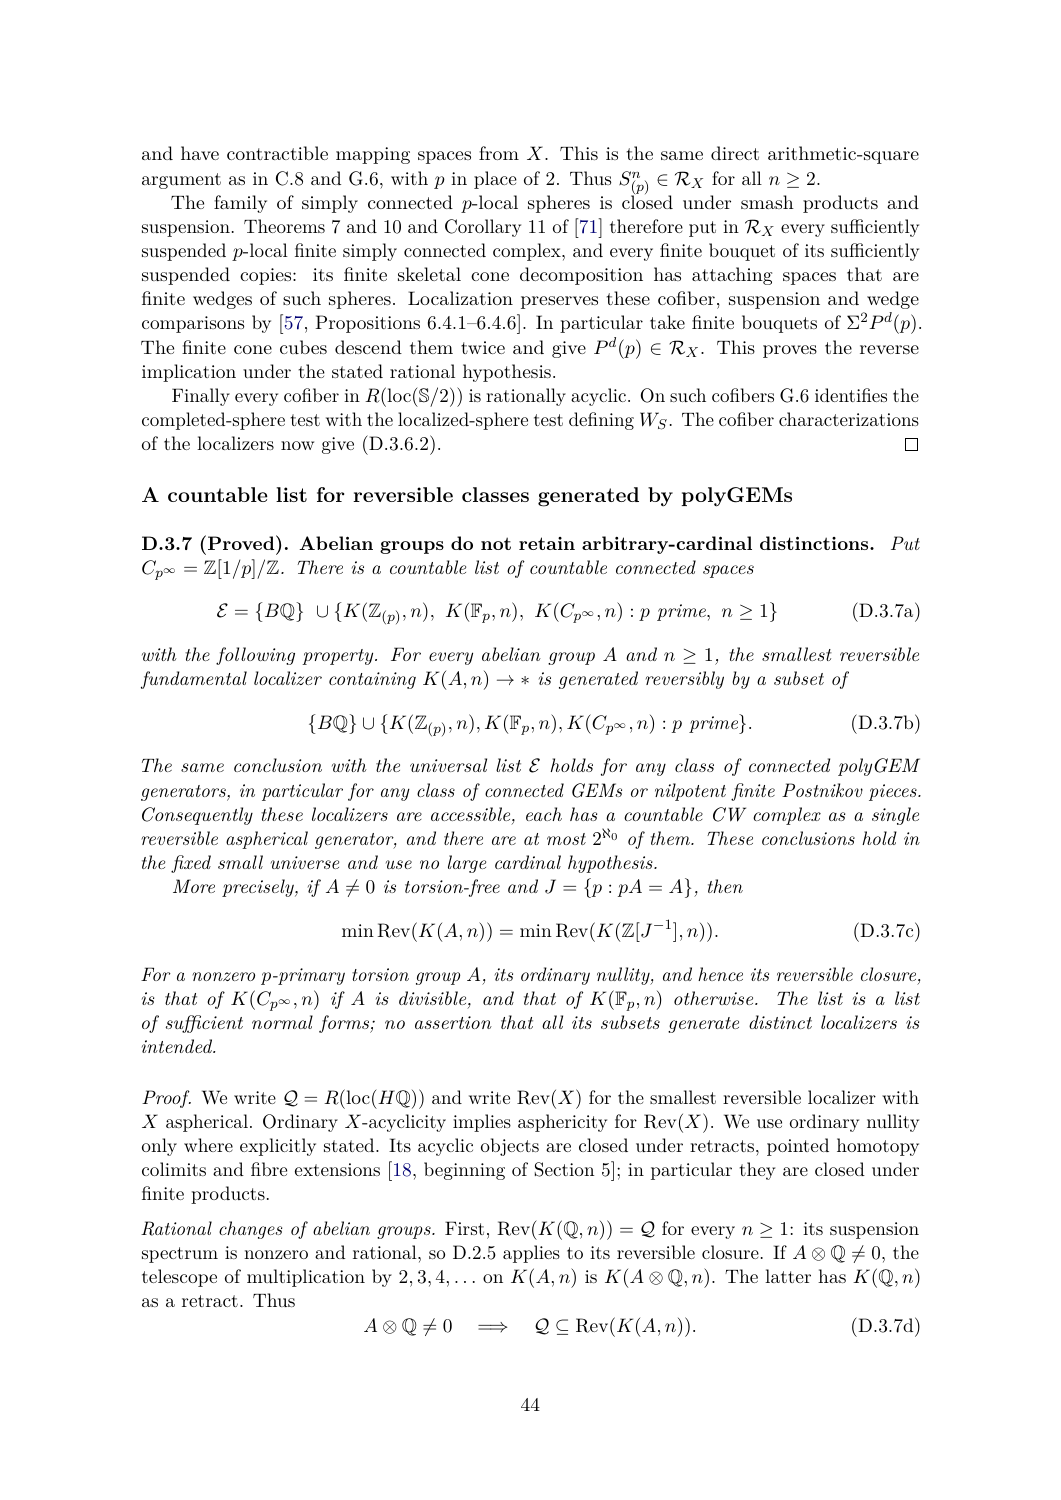 and have contractible mapping spaces from X. This is the same direct arithmetic-square
argument as in C.8 and G.6, with p in place of 2. Thus S^n_{(p)} ∈ R_X for all n ≥ 2.
The family of simply connected p-local spheres is closed under smash products and
suspension. Theorems 7 and 10 and Corollary 11 of [71] therefore put in R_X every sufficiently
suspended p-local finite simply connected complex, and every finite bouquet of its sufficiently
suspended copies: its finite skeletal cone decomposition has attaching spaces that are
finite wedges of such spheres. Localization preserves these cofiber, suspension and wedge
comparisons by [57, Propositions 6.4.1–6.4.6]. In particular take finite bouquets of Σ²P^d(p).
The finite cone cubes descend them twice and give P^d(p) ∈ R_X. This proves the reverse
implication under the stated rational hypothesis.
Finally every cofiber in R(loc(𝕊/2)) is rationally acyclic. On such cofibers G.6 identifies the
completed-sphere test with the localized-sphere test defining W_S. The cofiber characterizations
of the localizers now give (D.3.6.2). □
A countable list for reversible classes generated by polyGEMs
D.3.7 (Proved). Abelian groups do not retain arbitrary-cardinal distinctions. Put
C_{p^∞} = ℤ[1/p]/ℤ. There is a countable list of countable connected spaces
ℰ = {Bℚ} ∪ {K(ℤ_{(p)}, n), K(𝔽_p, n), K(C_{p^∞}, n) : p prime, n ≥ 1} (D.3.7a)
with the following property. For every abelian group A and n ≥ 1, the smallest reversible
fundamental localizer containing K(A, n) → ∗ is generated reversibly by a subset of
{Bℚ} ∪ {K(ℤ_{(p)}, n), K(𝔽_p, n), K(C_{p^∞}, n) : p prime}. (D.3.7b)
The same conclusion with the universal list ℰ holds for any class of connected polyGEM
generators, in particular for any class of connected GEMs or nilpotent finite Postnikov pieces.
Consequently these localizers are accessible, each has a countable CW complex as a single
reversible aspherical generator, and there are at most 2^{ℵ_0} of them. These conclusions hold in
the fixed small universe and use no large cardinal hypothesis.
More precisely, if A ≠ 0 is torsion-free and J = {p : pA = A}, then
min Rev(K(A, n)) = min Rev(K(ℤ[J^{−1}], n)). (D.3.7c)
For a nonzero p-primary torsion group A, its ordinary nullity, and hence its reversible closure,
is that of K(C_{p^∞}, n) if A is divisible, and that of K(𝔽_p, n) otherwise. The list is a list
of sufficient normal forms; no assertion that all its subsets generate distinct localizers is
intended.
Proof. We write 𝒬 = R(loc(Hℚ)) and write Rev(X) for the smallest reversible localizer with
X aspherical. Ordinary X-acyclicity implies asphericity for Rev(X). We use ordinary nullity
only where explicitly stated. Its acyclic objects are closed under retracts, pointed homotopy
colimits and fibre extensions [18, beginning of Section 5]; in particular they are closed under
finite products.
Rational changes of abelian groups. First, Rev(K(ℚ, n)) = 𝒬 for every n ≥ 1: its suspension
spectrum is nonzero and rational, so D.2.5 applies to its reversible closure. If A ⊗ ℚ ≠ 0, the
telescope of multiplication by 2, 3, 4, . . . on K(A, n) is K(A ⊗ ℚ, n). The latter has K(ℚ, n)
as a retract. Thus
A ⊗ ℚ ≠ 0 ⟹ 𝒬 ⊆ Rev(K(A, n)). (D.3.7d)
44